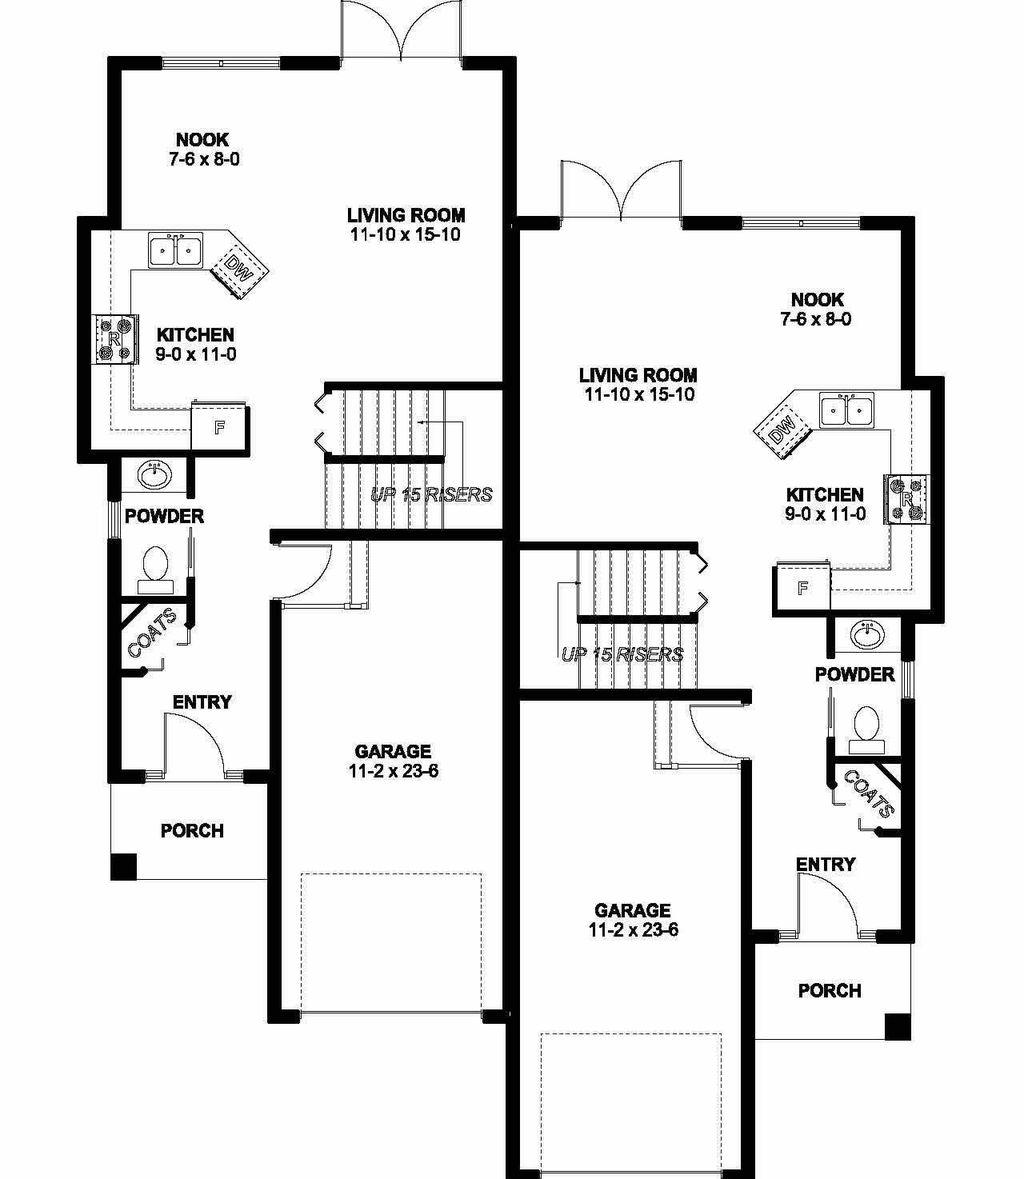 NOOK
7-6 x 8-0
LIVING ROOM
11-10 x 15-10
DW
R
KITCHEN
9-0 x 11-0
F
UP 15 RISERS
POWDER
COATS
ENTRY
GARAGE
11-2 x 23-6
PORCH
NOOK
7-6 x 8-0
LIVING ROOM
11-10 x 15-10
DW
KITCHEN
9-0 x 11-0
R
F
UP 15 RISERS
POWDER
COATS
ENTRY
GARAGE
11-2 x 23-6
PORCH